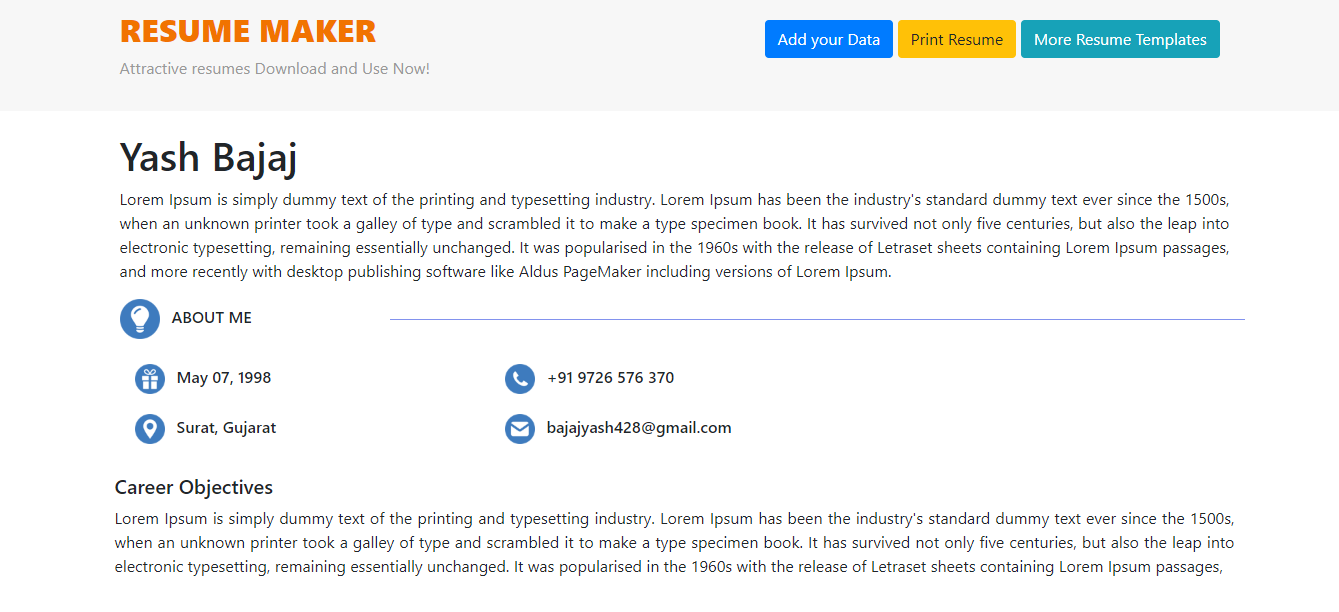 RESUME MAKER
Attractive resumes Download and Use Now!
Add your Data
Print Resume
More Resume Templates
Yash Bajaj
Lorem Ipsum is simply dummy text of the printing and typesetting industry. Lorem Ipsum has been the industry's standard dummy text ever since the 1500s,
when an unknown printer took a galley of type and scrambled it to make a type specimen book. It has survived not only five centuries, but also the leap into
electronic typesetting, remaining essentially unchanged. It was popularised in the 1960s with the release of Letraset sheets containing Lorem Ipsum passages,
and more recently with desktop publishing software like Aldus PageMaker including versions of Lorem Ipsum.
ABOUT ME
May 07, 1998
+91 9726 576 370
Surat, Gujarat
bajajyash428@gmail.com
Career Objectives
Lorem Ipsum is simply dummy text of the printing and typesetting industry. Lorem Ipsum has been the industry's standard dummy text ever since the 1500s,
when an unknown printer took a galley of type and scrambled it to make a type specimen book. It has survived not only five centuries, but also the leap into
electronic typesetting, remaining essentially unchanged. It was popularised in the 1960s with the release of Letraset sheets containing Lorem Ipsum passages,